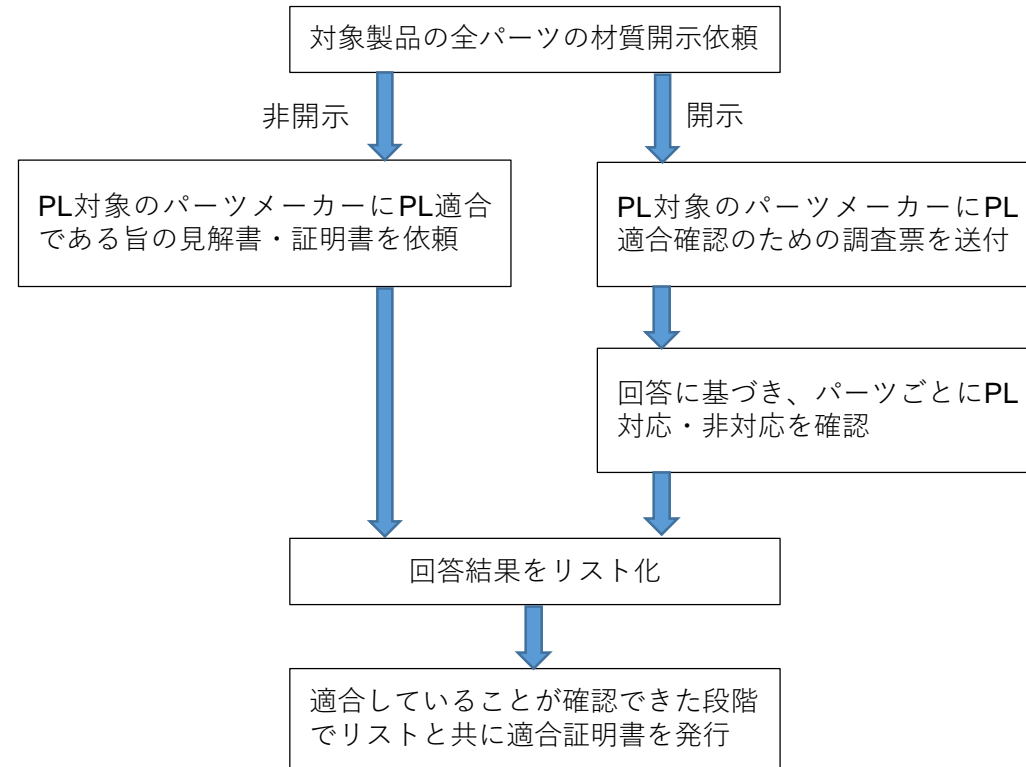 対象製品の全パーツの材質開示依頼
非開示
開示
PL対象のパーツメーカーにPL適合
である旨の見解書・証明書を依頼
PL対象のパーツメーカーにPL
適合確認のための調査票を送付
回答に基づき、パーツごとにPL
対応・非対応を確認
回答結果をリスト化
適合していることが確認できた段階
でリストと共に適合証明書を発行